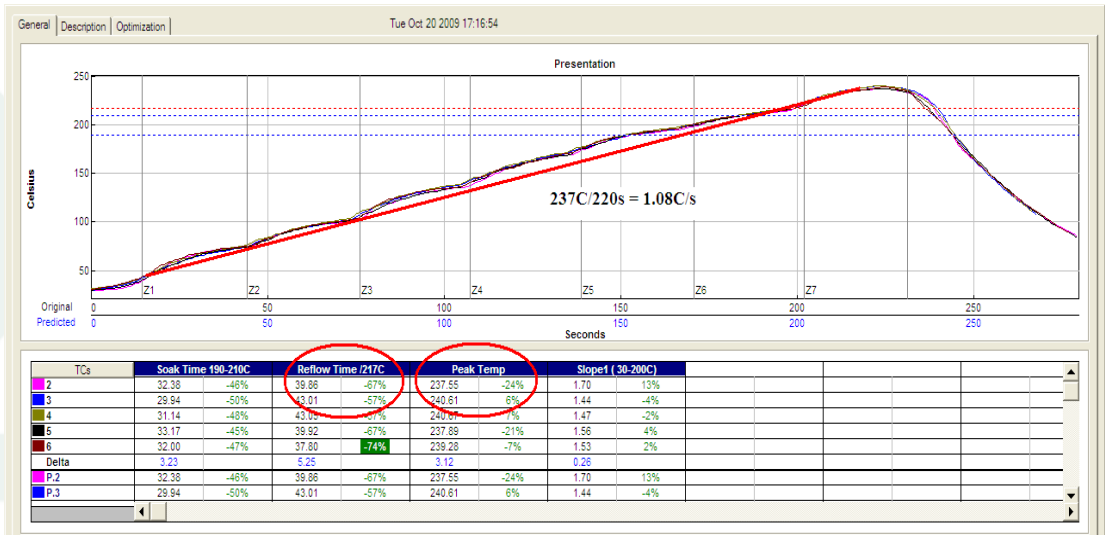 Tue Oct 20 2009 17:16:54
General Description Optimization
Presentation
250
200
150
100
50
Celsius
237C/220s = 1.08C/s
Z1 Z2 Z3 Z4 Z5 Z6 Z7
Original 0 50 100 150 200 250
Predicted 0 50 100 150 200 250
Seconds
TCs Soak Time 190-210C Reflow Time /217C Peak Temp Slope1 ( 30-200C)
2 32.38 -46% 39.86 -67% 237.55 -24% 1.70 13%
3 29.94 -50% 43.01 -57% 240.61 6% 1.44 -4%
4 31.14 -48% 1.47 -2%
5 33.17 -45% 39.92 -67% 237.89 -21% 1.56 4%
6 32.00 -47% 37.80 -74% 239.28 -7% 1.53 2%
Delta 3.23 5.25 3.12 0.26
P.2 32.38 -46% 39.86 -67% 237.55 -24% 1.70 13%
P.3 29.94 -50% 43.01 -57% 240.61 6% 1.44 -4%